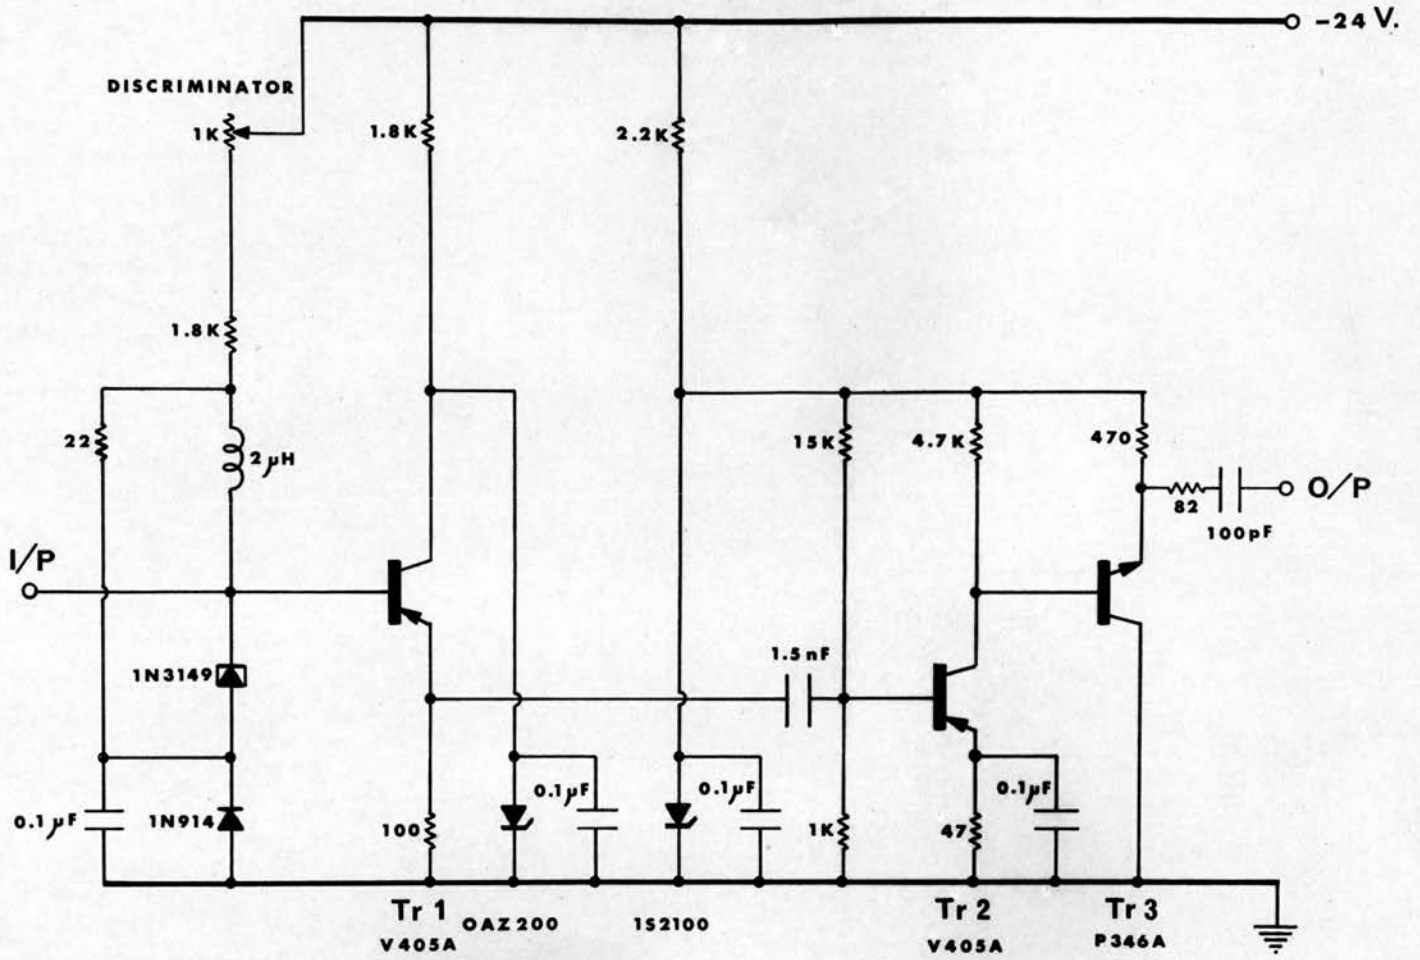 -24 V.
DISCRIMINATOR
1K
1.8K
2.2K
1.8K
22
2μH
15K
4.7K
470
82
O/P
100pF
I/P
1N3149
1.5nF
0.1μF
1N914
100
0.1μF
0.1μF
1K
47
0.1μF
Tr 1
V405A
OAZ200
1S2100
Tr 2
V405A
Tr 3
P346A